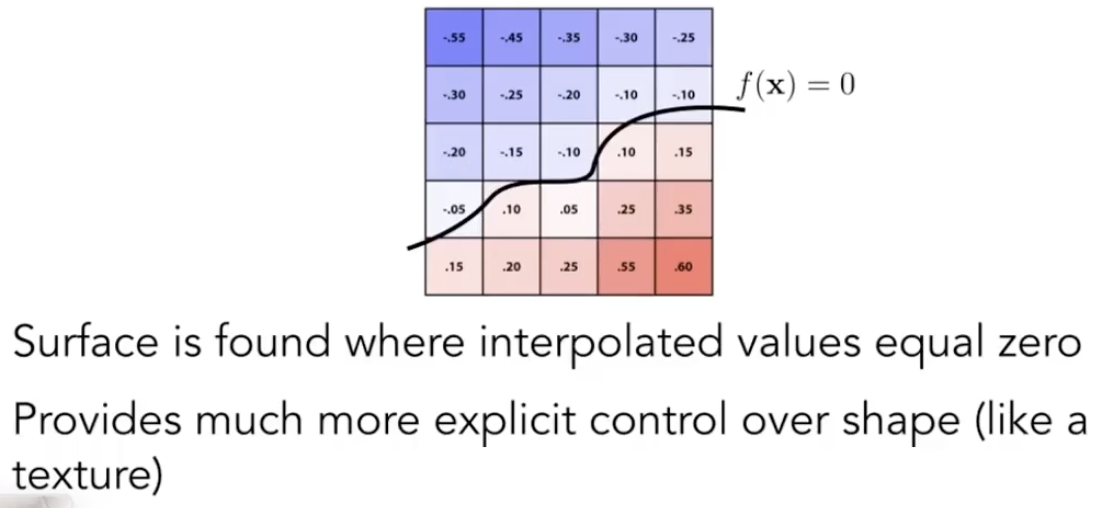 -.55 -.45 -.35 -.30 -.25
-.30 -.25 -.20 -.10 -.10 f(x) = 0
-.20 -.15 -.10 .10 .15
-.05 .10 .05 .25 .35
.15 .20 .25 .55 .60
Surface is found where interpolated values equal zero
Provides much more explicit control over shape (like a
texture)